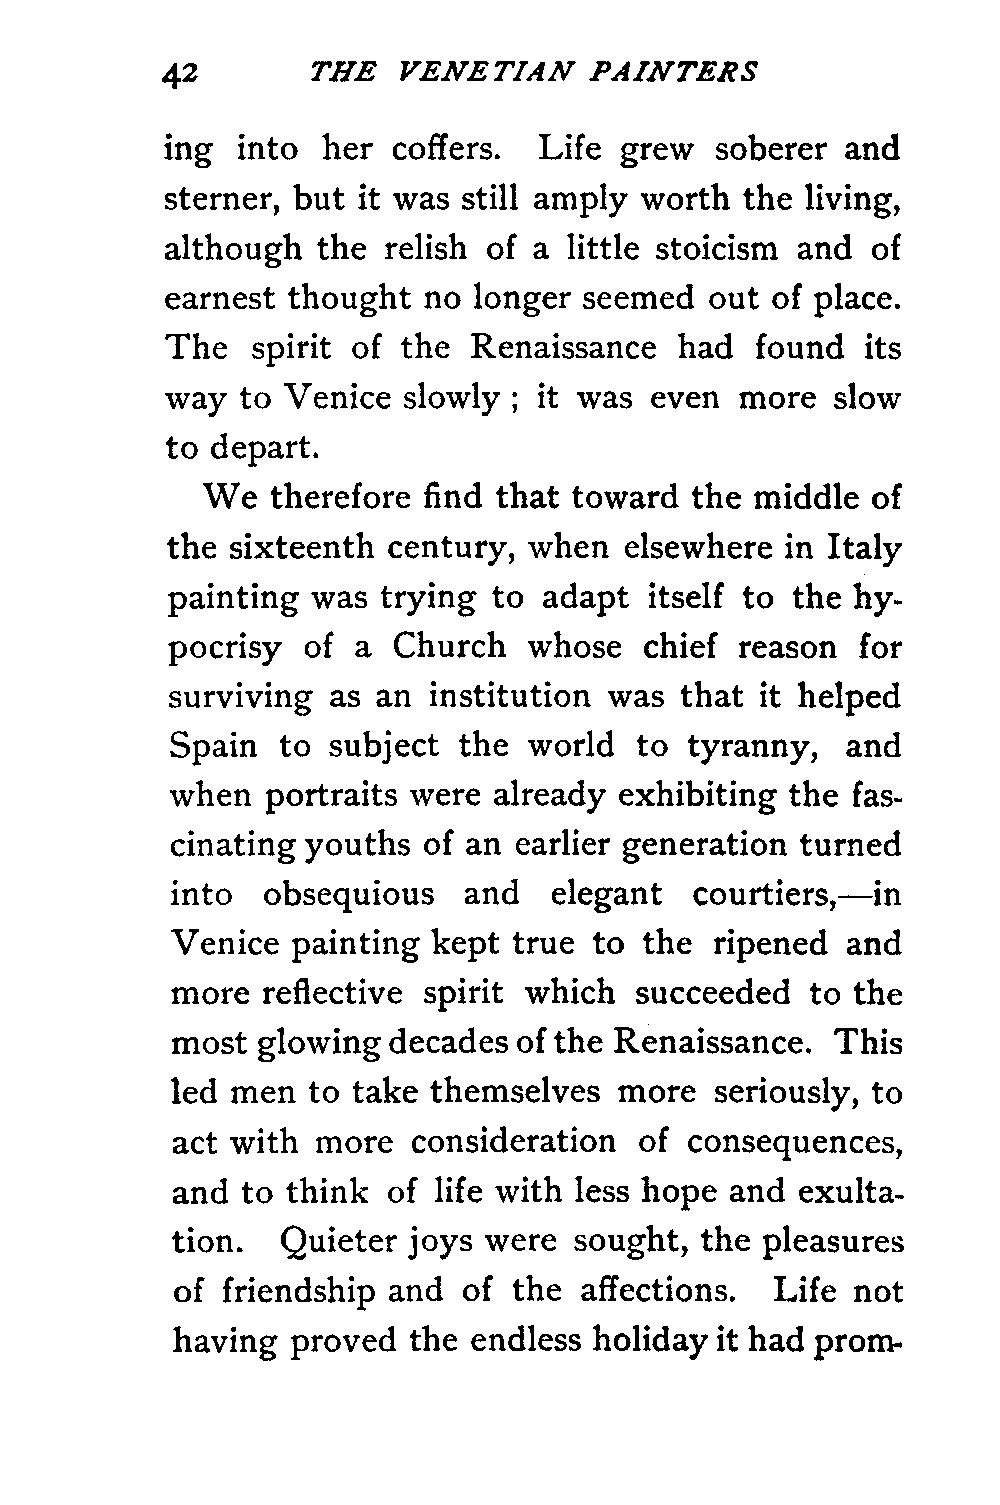 42 THE VENETIAN PAINTERS
ing into her coffers. Life grew soberer and
sterner, but it was still amply worth the living,
although the relish of a little stoicism and of
earnest thought no longer seemed out of place.
The spirit of the Renaissance had found its
way to Venice slowly ; it was even more slow
to depart.
We therefore find that toward the middle of
the sixteenth century, when elsewhere in Italy
painting was trying to adapt itself to the hy-
pocrisy of a Church whose chief reason for
surviving as an institution was that it helped
Spain to subject the world to tyranny, and
when portraits were already exhibiting the fas-
cinating youths of an earlier generation turned
into obsequious and elegant courtiers,—in
Venice painting kept true to the ripened and
more reflective spirit which succeeded to the
most glowing decades of the Renaissance. This
led men to take themselves more seriously, to
act with more consideration of consequences,
and to think of life with less hope and exulta-
tion. Quieter joys were sought, the pleasures
of friendship and of the affections. Life not
having proved the endless holiday it had prom-